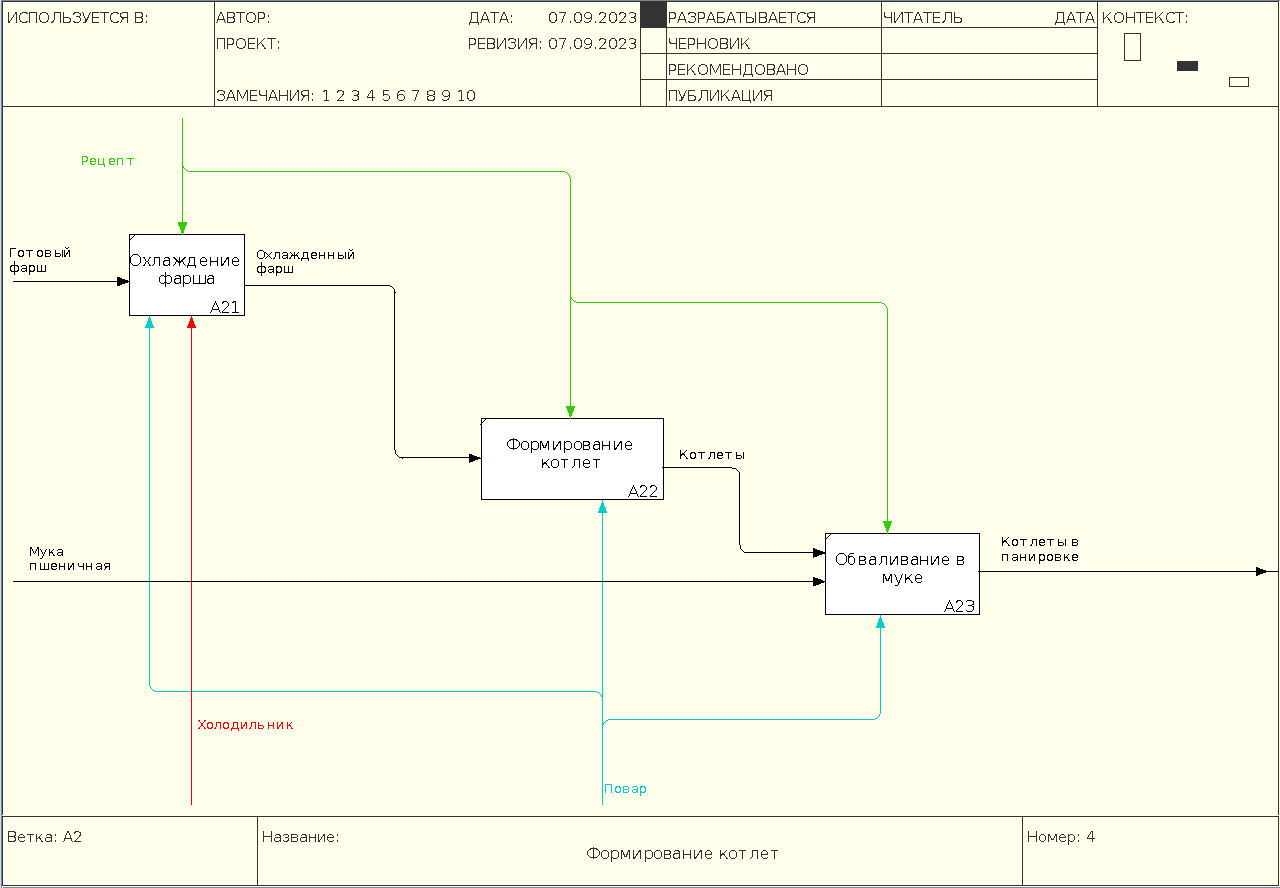 ИСПОЛЬЗУЕТСЯ В:
АВТОР:
ДАТА: 07.09.2023
РАЗРАБАТЫВАЕТСЯ
ЧИТАТЕЛЬ
ДАТА
КОНТЕКСТ:
ПРОЕКТ:
РЕВИЗИЯ: 07.09.2023
ЧЕРНОВИК
РЕКОМЕНДОВАНО
ЗАМЕЧАНИЯ: 1 2 3 4 5 6 7 8 9 10
ПУБЛИКАЦИЯ
Рецепт
Готовый
фарш
Охлаждение
фарша
A21
Охлажденный
фарш
Формирование
котлет
A22
Котлеты
Мука
пшеничная
Обваливание в
муке
A23
Котлеты в
панировке
Холодильник
Повар
Ветка: A2
Название:
Формирование котлет
Номер: 4